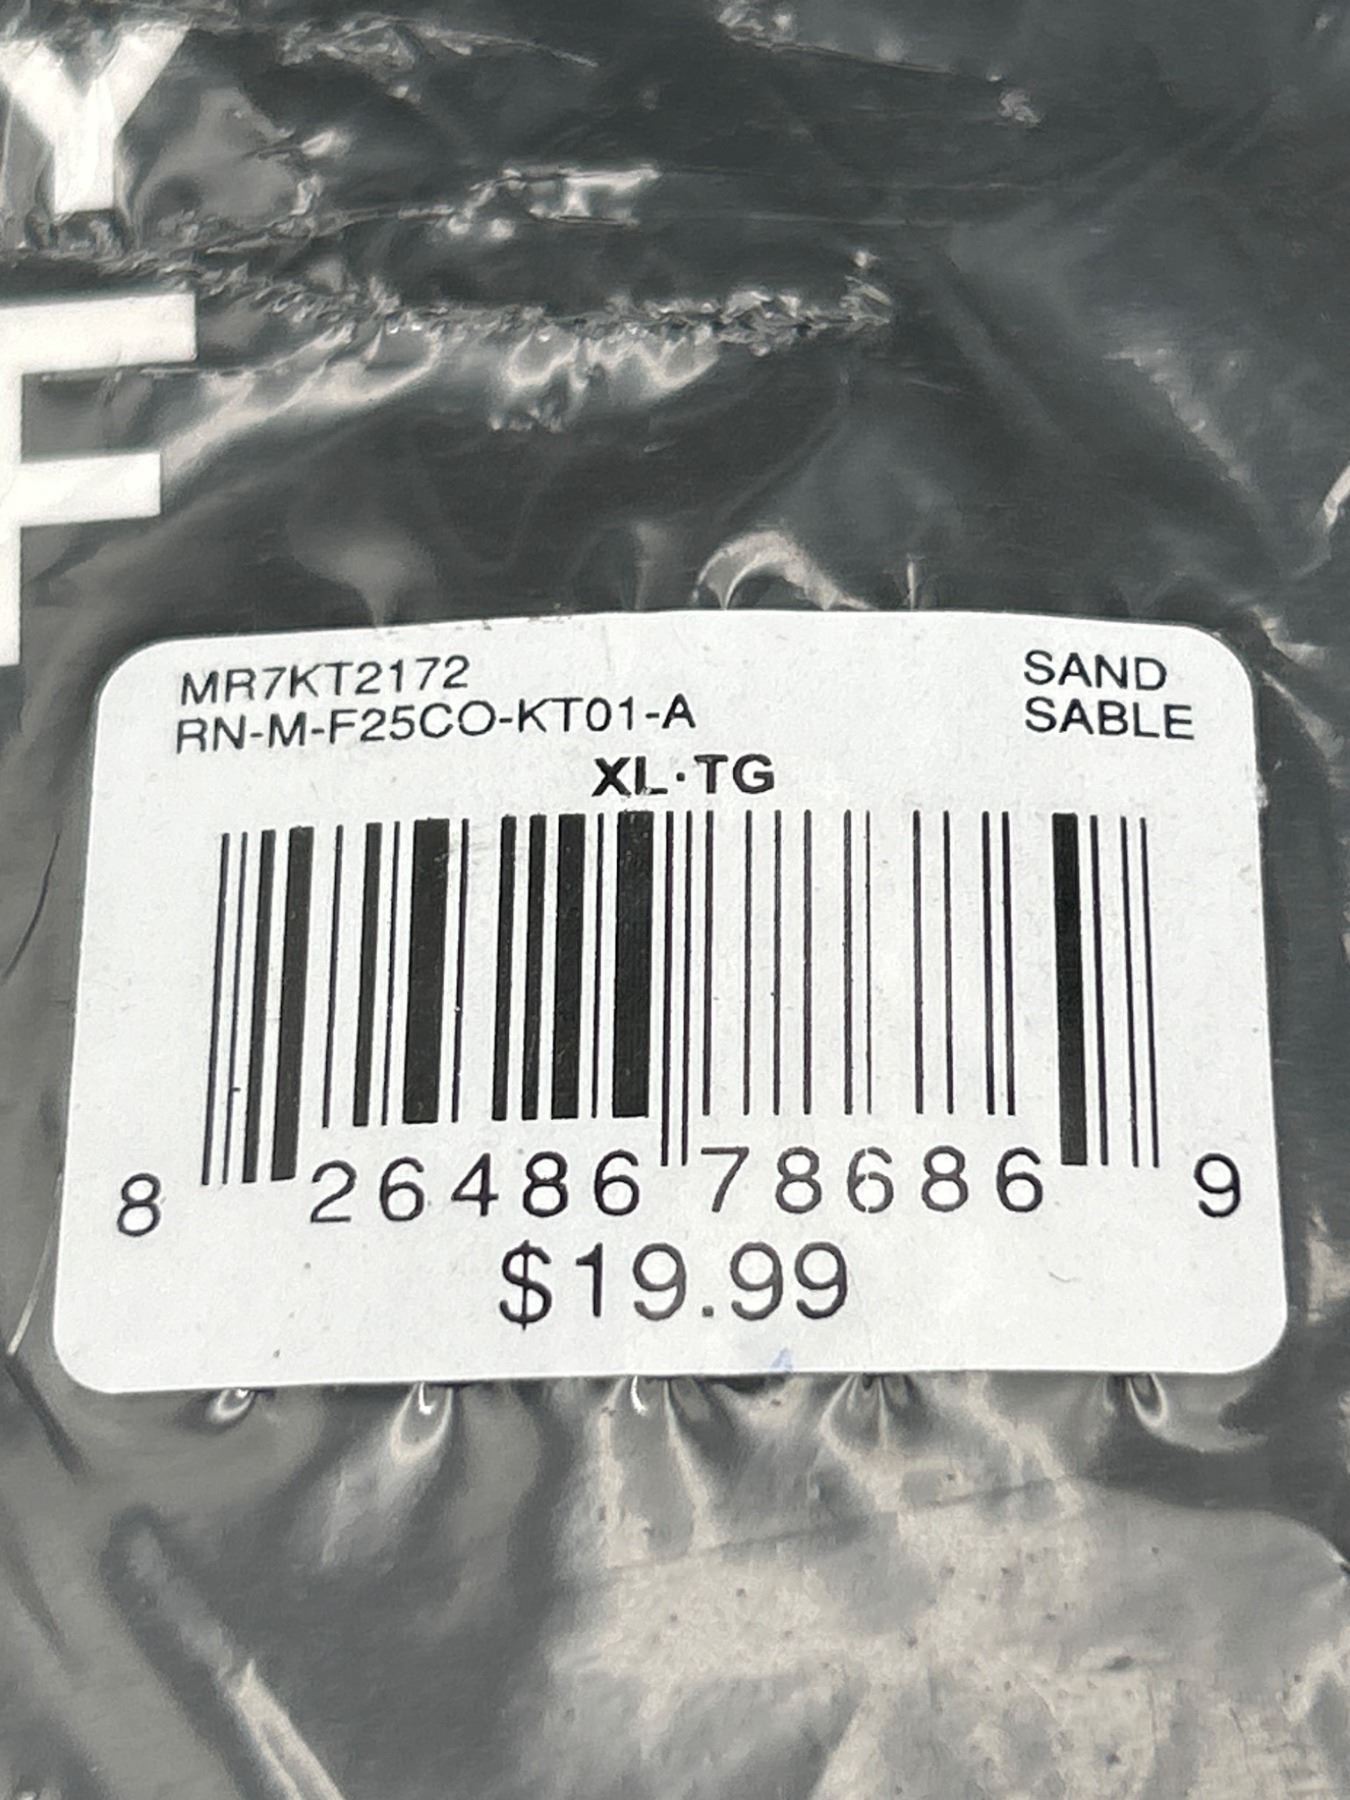 Y
F
MR7KT2172
RN-M-F25CO-KT01-A
SAND
SABLE
XL·TG
8 26486 78686 9
$19.99